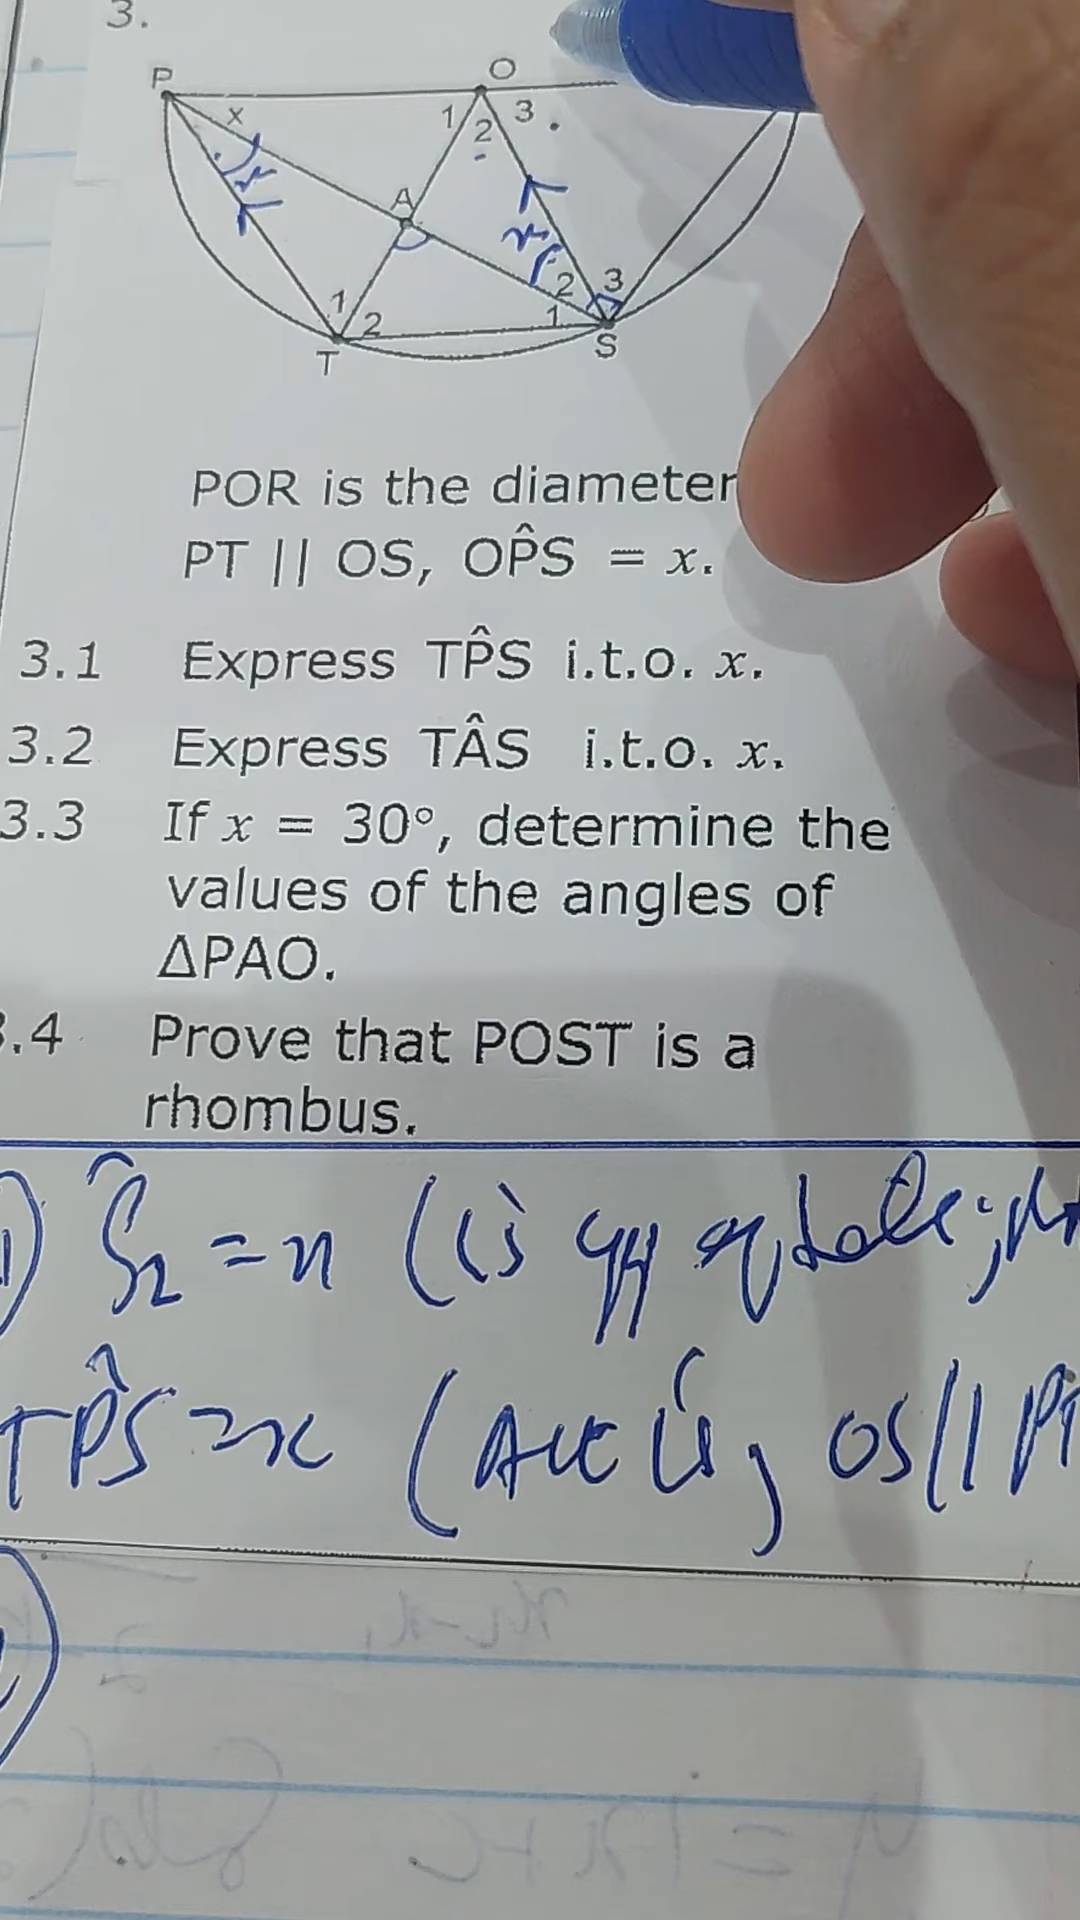 3.
P
O
x
1
2
3
A
x
x
1
2
2
3
1
T
S
POR is the diameter
PT || OS, OP̂S = x.
3.1 Express TP̂S i.t.o. x.
3.2 Express TÂS i.t.o. x.
3.3 If x = 30°, determine the
values of the angles of
ΔPAO.
.4 Prove that POST is a
rhombus.
Ŝ2 = x (∠s opp
TP̂S = x (Alt ∠s, OS || PT